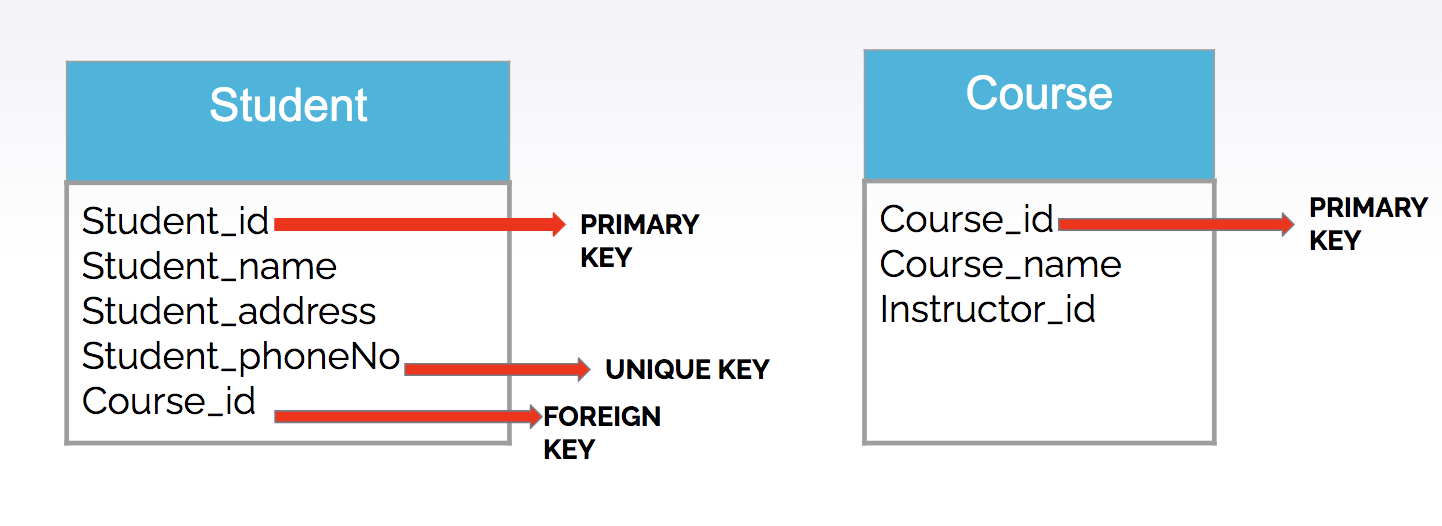 Student
Student_id
PRIMARY
KEY
Student_name
Student_address
Student_phoneNo
UNIQUE KEY
Course_id
FOREIGN
KEY
Course
Course_id
PRIMARY
KEY
Course_name
Instructor_id